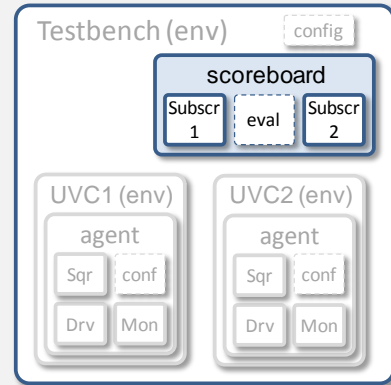 Testbench (env)
config
scoreboard
Subscr
1
eval
Subscr
2
UVC1 (env)
agent
Sqr
conf
Drv
Mon
UVC2 (env)
agent
Sqr
conf
Drv
Mon